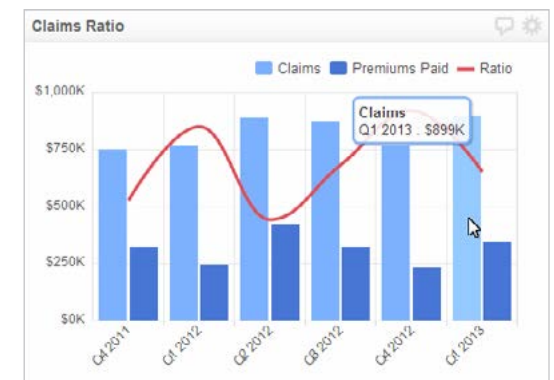 Claims Ratio
Claims Premiums Paid Ratio
$1,000K
Claims
Q1 2013 . $899K
$750K
$500K
$250K
$0K
Q4 2011 Q1 2012 Q2 2012 Q3 2012 Q4 2012 Q1 2013